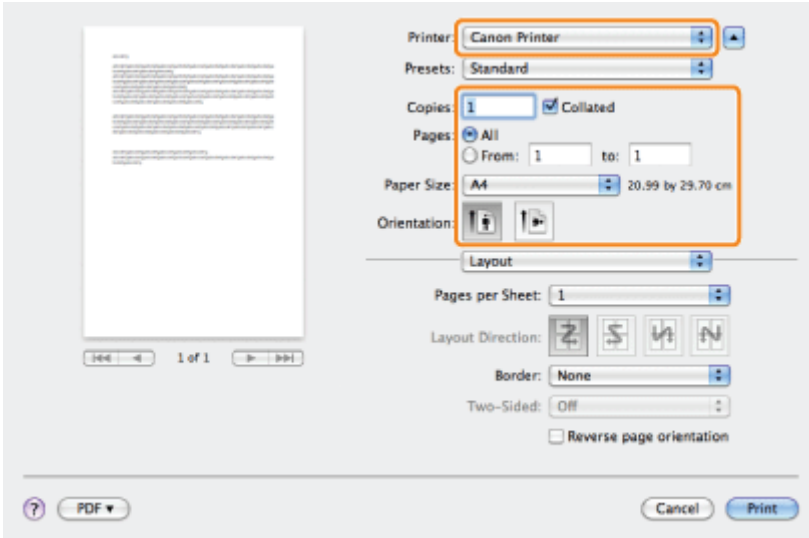 Printer: Canon Printer
Presets: Standard
Copies: 1 Collated
Pages: All
From: 1 to: 1
Paper Size: A4 20.99 by 29.70 cm
Orientation:
Layout
Pages per Sheet: 1
Layout Direction:
Border: None
Two-Sided: Off
Reverse page orientation
1 of 1
? PDF
Cancel Print